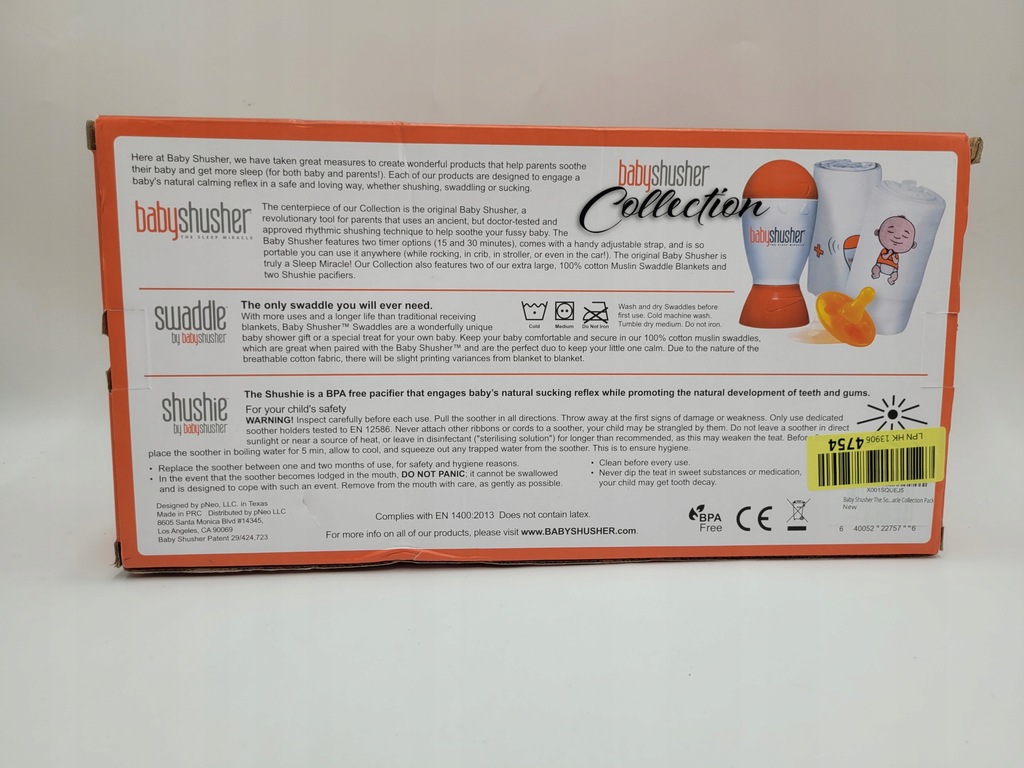 Here at Baby Shusher, we have taken great measures to create wonderful products that help parents soothe
their baby and get more sleep (for both baby and parents!). Each of our products are designed to engage a
baby's natural calming reflex in a safe and loving way, whether shushing, swaddling or sucking.
babyshusher
Collection
babyshusher
THE SLEEP MIRACLE
The centerpiece of our Collection is the original Baby Shusher, a
revolutionary tool for parents that uses an ancient, but doctor-tested and
approved rhythmic shushing technique to help soothe your fussy baby. The
Baby Shusher features two timer options (15 and 30 minutes), comes with a handy adjustable strap, and is so
portable you can use it anywhere (while rocking, in crib, in stroller, or even in the car!). The original Baby Shusher is
truly a Sleep Miracle! Our Collection also features two of our extra large, 100% cotton Muslin Swaddle Blankets and
two Shushie pacifiers.
babyshusher
swaddle
by babyshusher
The only swaddle you will ever need.
With more uses and a longer life than traditional receiving
blankets, Baby Shusher™ Swaddles are a wonderfully unique
baby shower gift or a special treat for your own baby. Keep your baby comfortable and secure in our 100% cotton muslin swaddles,
which are great when paired with the Baby Shusher™ and are the perfect duo to keep your little one calm. Due to the nature of the
breathable cotton fabric, there will be slight printing variances from blanket to blanket.
Cold
Medium
Do Not Iron
Wash and dry Swaddles before
first use. Cold machine wash.
Tumble dry medium. Do not iron.
shushie
by babyshusher
The Shushie is a BPA free pacifier that engages baby's natural sucking reflex while promoting the natural development of teeth and gums.
For your child's safety
WARNING! Inspect carefully before each use. Pull the soother in all directions. Throw away at the first signs of damage or weakness. Only use dedicated
soother holders tested to EN 12586. Never attach other ribbons or cords to a soother, your child may be strangled by them. Do not leave a soother in direct
sunlight or near a source of heat, or leave in disinfectant ("sterilising solution") for longer than recommended, as this may weaken the teat. Befor
place the soother in boiling water for 5 min, allow to cool, and squeeze out any trapped water from the soother. This is to ensure hygiene.
• Replace the soother between one and two months of use, for safety and hygiene reasons.
• In the event that the soother becomes lodged in the mouth, DO NOT PANIC; it cannot be swallowed
and is designed to cope with such an event. Remove from the mouth with care, as gently as possible.
• Clean before every use.
• Never dip the teat in sweet substances or medication,
your child may get tooth decay.
LPN HK 13906
4754
X001SQUEJ5
Baby Shusher The So...acle Collection Pack
New
6 40052 22757 6
Designed by pNeo, LLC. in Texas
Made in PRC Distributed by pNeo LLC
8605 Santa Monica Blvd #14345,
Los Angeles, CA 90069
Baby Shusher Patent 29/424,723
Complies with EN 1400:2013 Does not contain latex.
For more info on all of our products, please visit www.BABYSHUSHER.com.
BPA
Free
CE